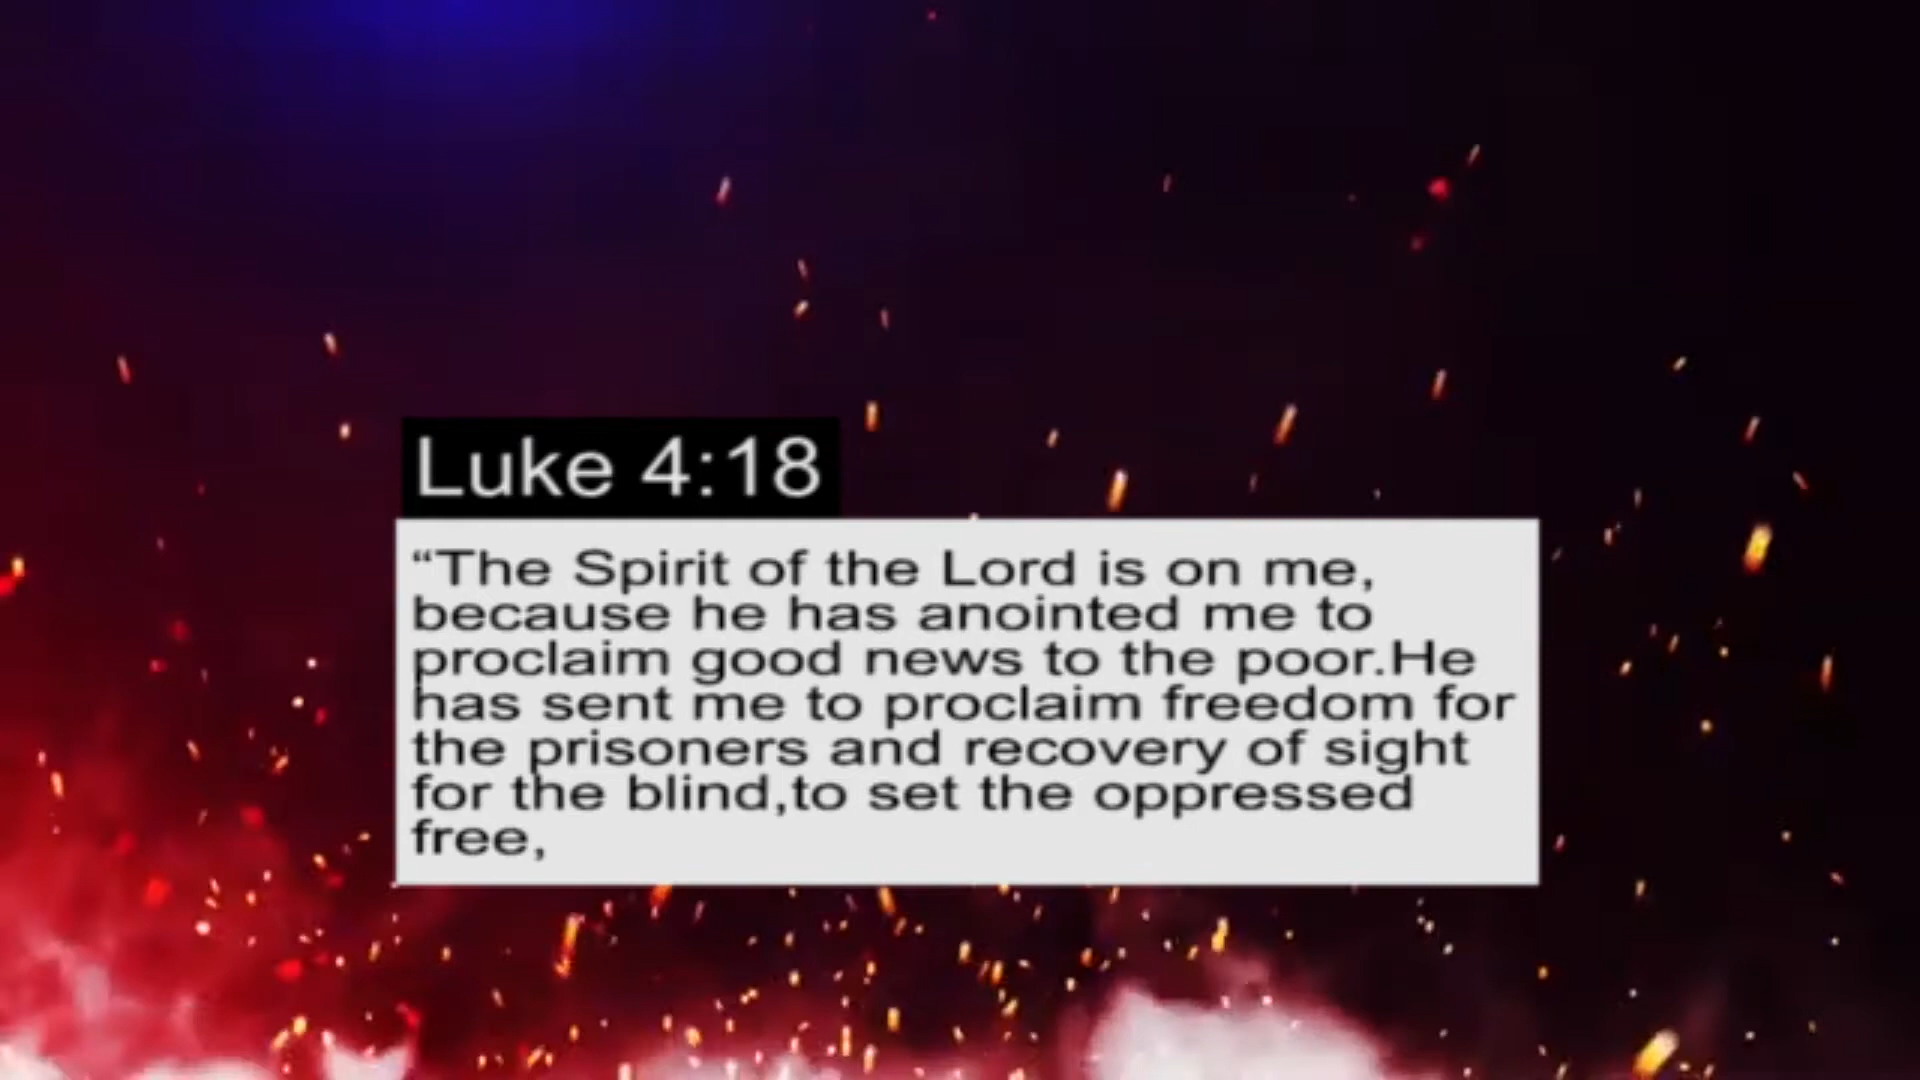 Luke 4:18
“The Spirit of the Lord is on me,
because he has anointed me to
proclaim good news to the poor.He
has sent me to proclaim freedom for
the prisoners and recovery of sight
for the blind,to set the oppressed
free,